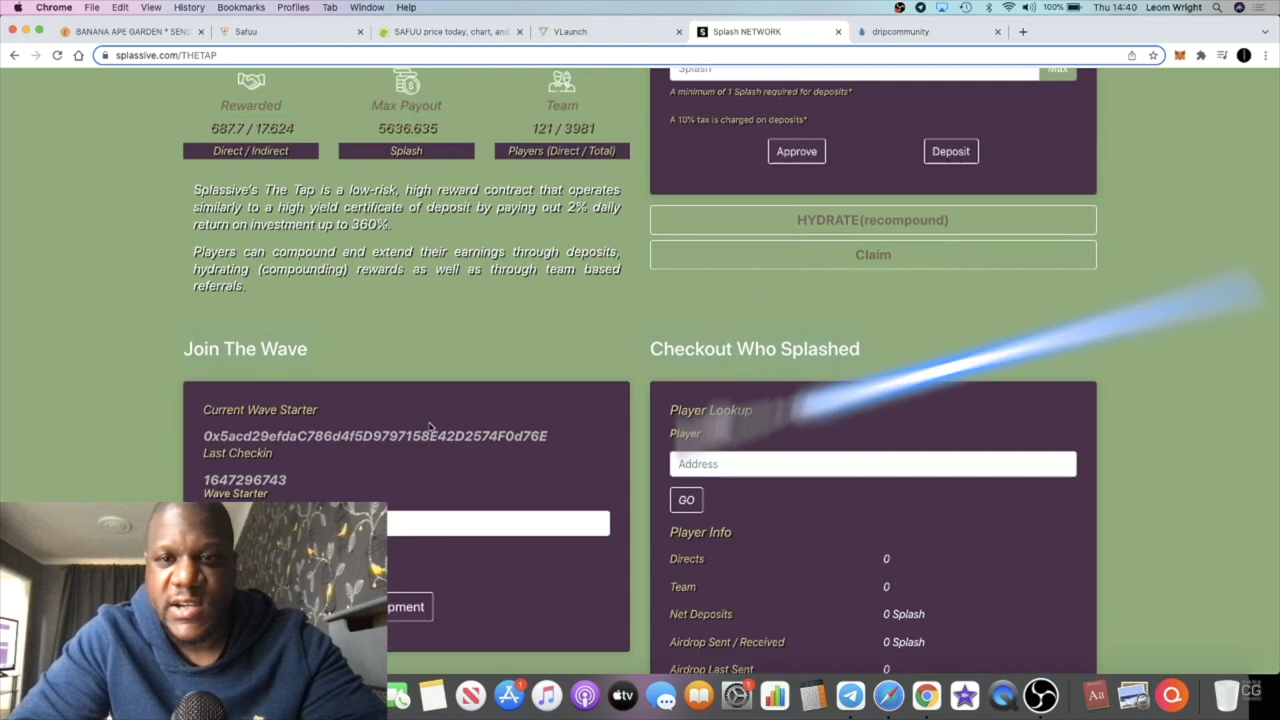 Chrome File Edit View History Bookmarks Profiles Tab Window Help 100% Thu 14:40 Leom Wright
BANANA APE GARDEN * SEND Safuu SAFUU price today, chart, and VLaunch Splash NETWORK dripcommunity
splassive.com/THETAP
Rewarded Max Payout Team
687.7 / 17.624 5636.635 121 / 3981
Direct / Indirect Splash Players (Direct / Total)
Splassive's The Tap is a low-risk, high reward contract that operates
similarly to a high yield certificate of deposit by paying out 2% daily
return on investment up to 360%.
Players can compound and extend their earnings through deposits,
hydrating (compounding) rewards as well as through team based
referrals.
Splash Max
A minimum of 1 Splash required for deposits*
A 10% tax is charged on deposits*
Approve Deposit
HYDRATE(recompound)
Claim
Join The Wave
Current Wave Starter
0x5acd29efdaC786d4f5D9797158E42D2574F0d76E
Last Checkin
1647296743
Wave Starter
pment
Checkout Who Splashed
Player Lookup
Player
Address
GO
Player Info
Directs 0
Team 0
Net Deposits 0 Splash
Airdrop Sent / Received 0 Splash
Airdrop Last Sent 0
tv
Aa
CG